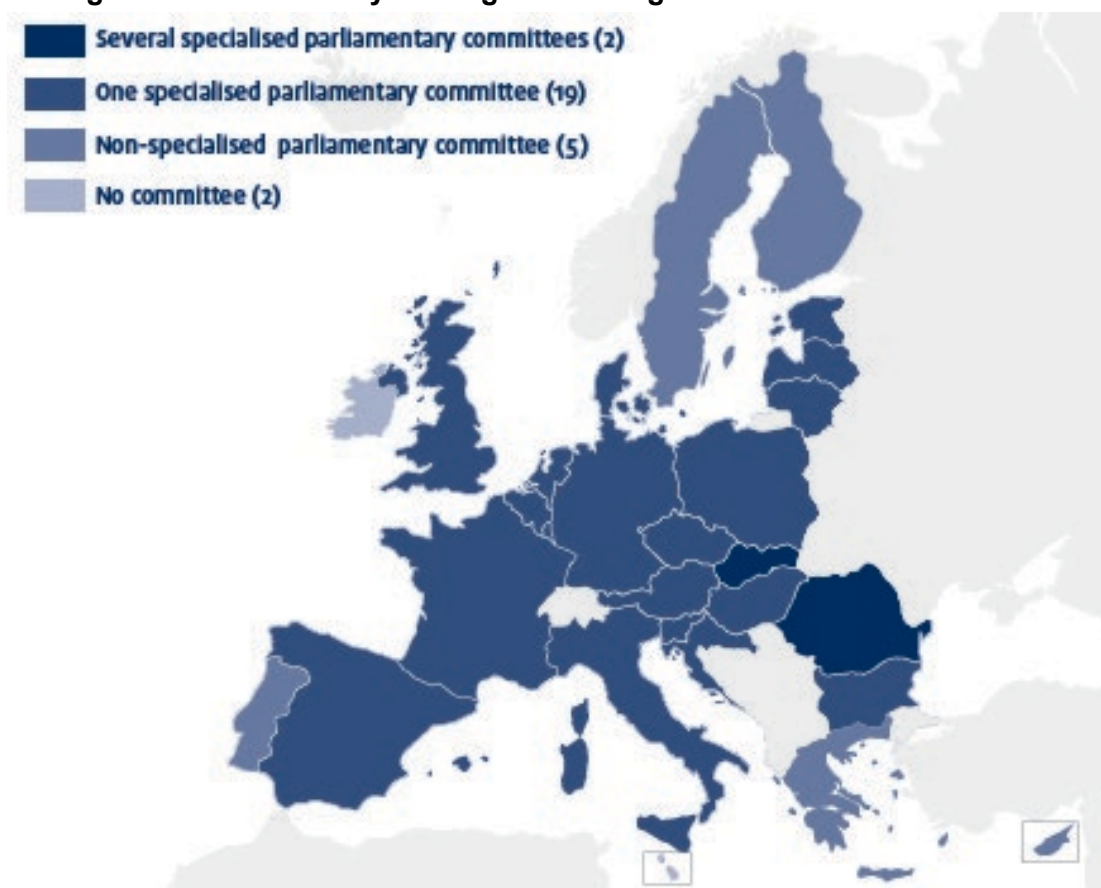 Several specialised parliamentary committees (2)
One specialised parliamentary committee (19)
Non-specialised parliamentary committee (5)
No committee (2)